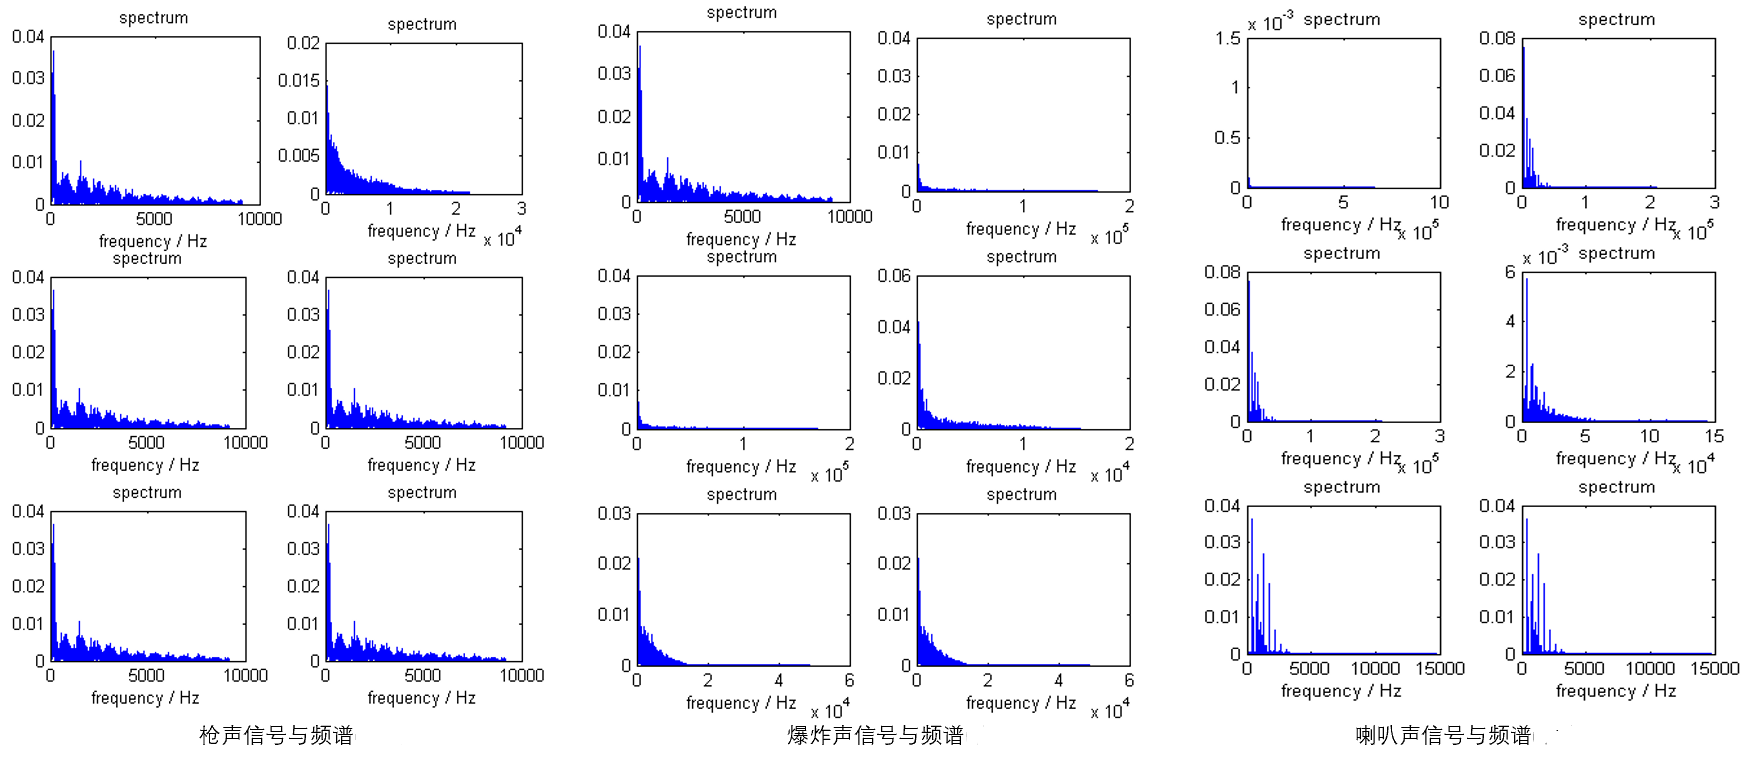 spectrum
0.04
0.03
0.02
0.01
0
0 5000 10000
frequency / Hz
spectrum
0.02
0.015
0.01
0.005
0
0 1 2 3
frequency / Hz x 10^4
spectrum
0.04
0.03
0.02
0.01
0
0 5000 10000
frequency / Hz
spectrum
0.04
0.03
0.02
0.01
0
0 5000 10000
frequency / Hz
spectrum
0.04
0.03
0.02
0.01
0
0 5000 10000
frequency / Hz
spectrum
0.04
0.03
0.02
0.01
0
0 5000 10000
frequency / Hz
枪声信号与频谱
spectrum
0.04
0.03
0.02
0.01
0
0 5000 10000
frequency / Hz
spectrum
0.04
0.03
0.02
0.01
0
0 1 2
frequency / Hz x 10^5
spectrum
0.04
0.03
0.02
0.01
0
0 1 2
frequency / Hz x 10^5
spectrum
0.06
0.04
0.02
0
0 1 2
frequency / Hz x 10^4
spectrum
0.03
0.02
0.01
0
0 2 4 6
frequency / Hz x 10^4
spectrum
0.03
0.02
0.01
0
0 2 4 6
frequency / Hz x 10^4
爆炸声信号与频谱
x 10^-3 spectrum
1.5
1
0.5
0
0 5 10
frequency / Hz x 10^5
spectrum
0.08
0.06
0.04
0.02
0
0 1 2 3
frequency / Hz x 10^5
spectrum
0.08
0.06
0.04
0.02
0
0 1 2 3
frequency / Hz x 10^5
x 10^-3 spectrum
6
4
2
0
0 5 10 15
frequency / Hz x 10^4
spectrum
0.04
0.03
0.02
0.01
0
0 5000 10000 15000
frequency / Hz
spectrum
0.04
0.03
0.02
0.01
0
0 5000 10000 15000
frequency / Hz
喇叭声信号与频谱